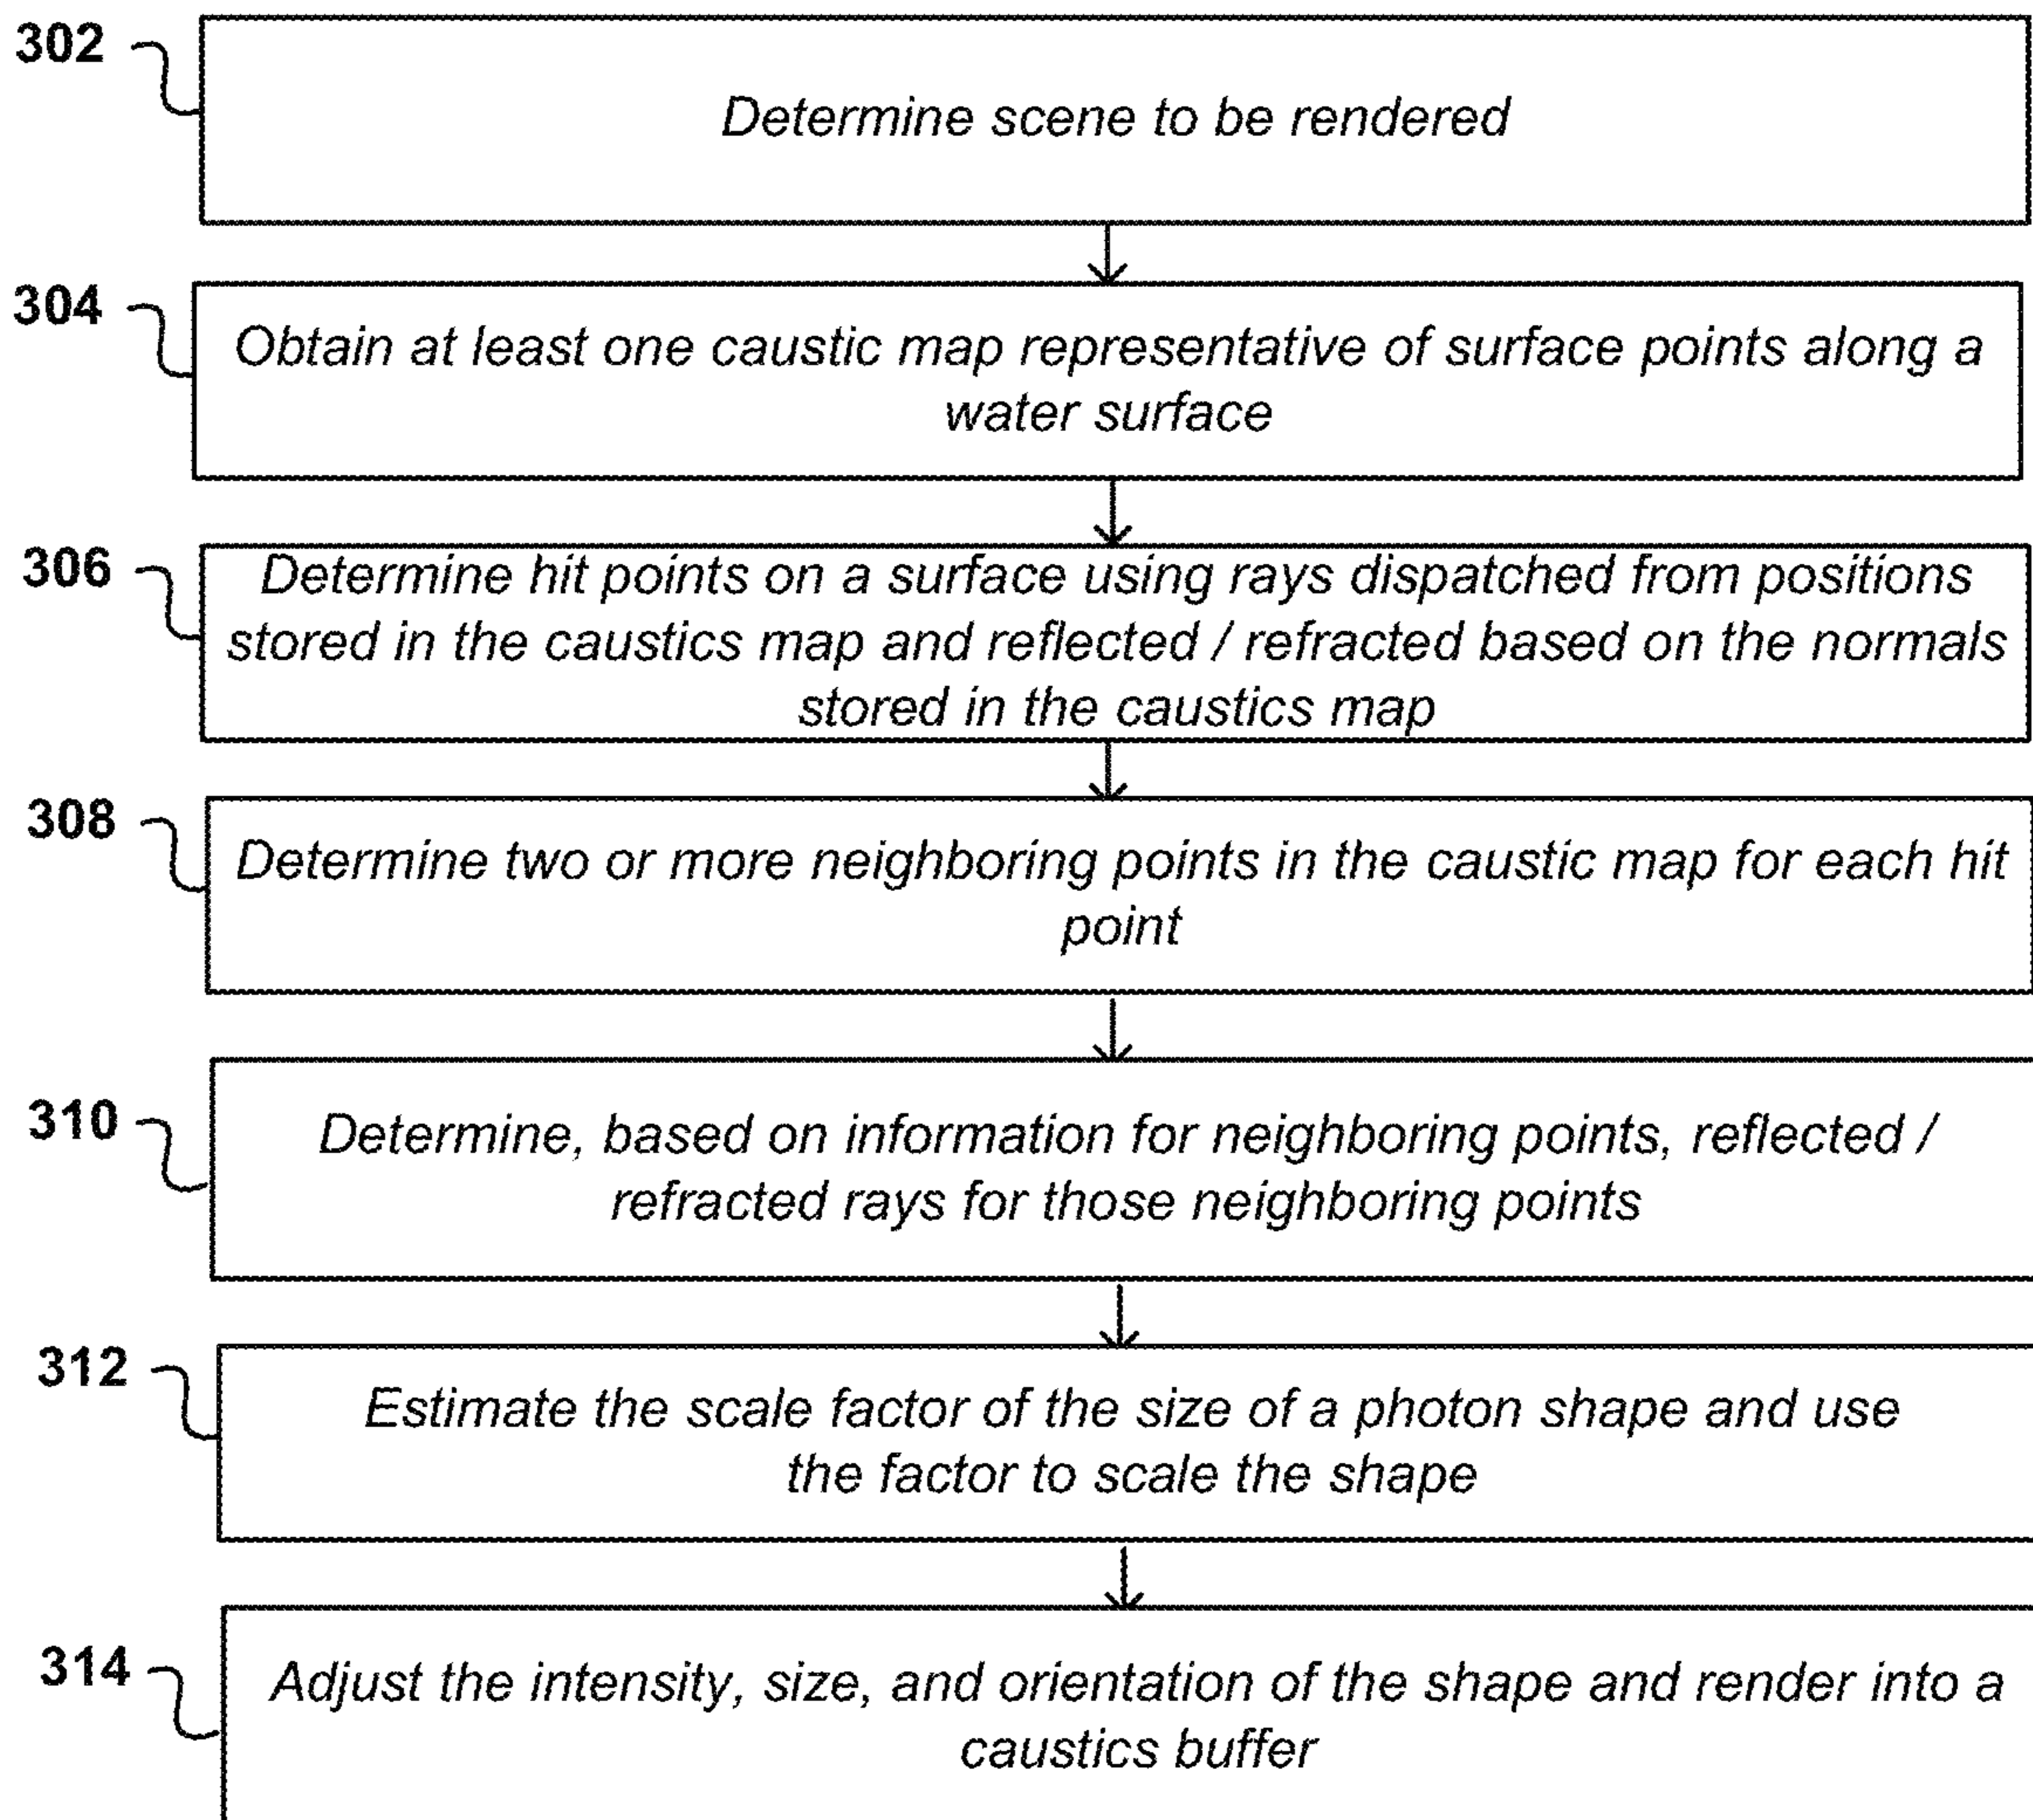 302
Determine scene to be rendered
304
Obtain at least one caustic map representative of surface points along a
water surface
306
Determine hit points on a surface using rays dispatched from positions
stored in the caustics map and reflected / refracted based on the normals
stored in the caustics map
308
Determine two or more neighboring points in the caustic map for each hit
point
310
Determine, based on information for neighboring points, reflected /
refracted rays for those neighboring points
312
Estimate the scale factor of the size of a photon shape and use
the factor to scale the shape
314
Adjust the intensity, size, and orientation of the shape and render into a
caustics buffer